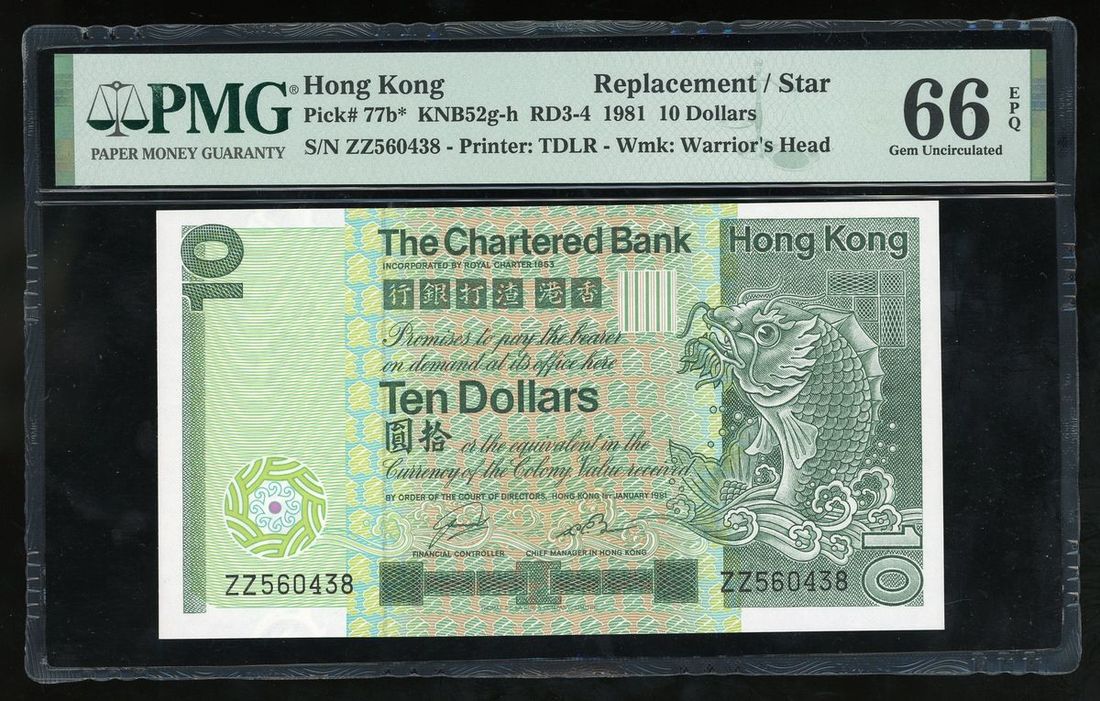 PMG®
PAPER MONEY GUARANTY
Hong Kong Replacement / Star
Pick# 77b* KNB52g-h RD3-4 1981 10 Dollars
S/N ZZ560438 - Printer: TDLR - Wmk: Warrior's Head
66 EPQ
Gem Uncirculated
10
The Chartered Bank
INCORPORATED BY ROYAL CHARTER 1853
行銀打渣港香
Promises to pay the bearer
on demand at its office here
Ten Dollars
圓拾
or the equivalent in the
Currency of the Colony, Value received
BY ORDER OF THE COURT OF DIRECTORS, HONG KONG 1ST JANUARY 1981
FINANCIAL CONTROLLER CHIEF MANAGER IN HONG KONG
Hong Kong
10
ZZ560438 ZZ560438